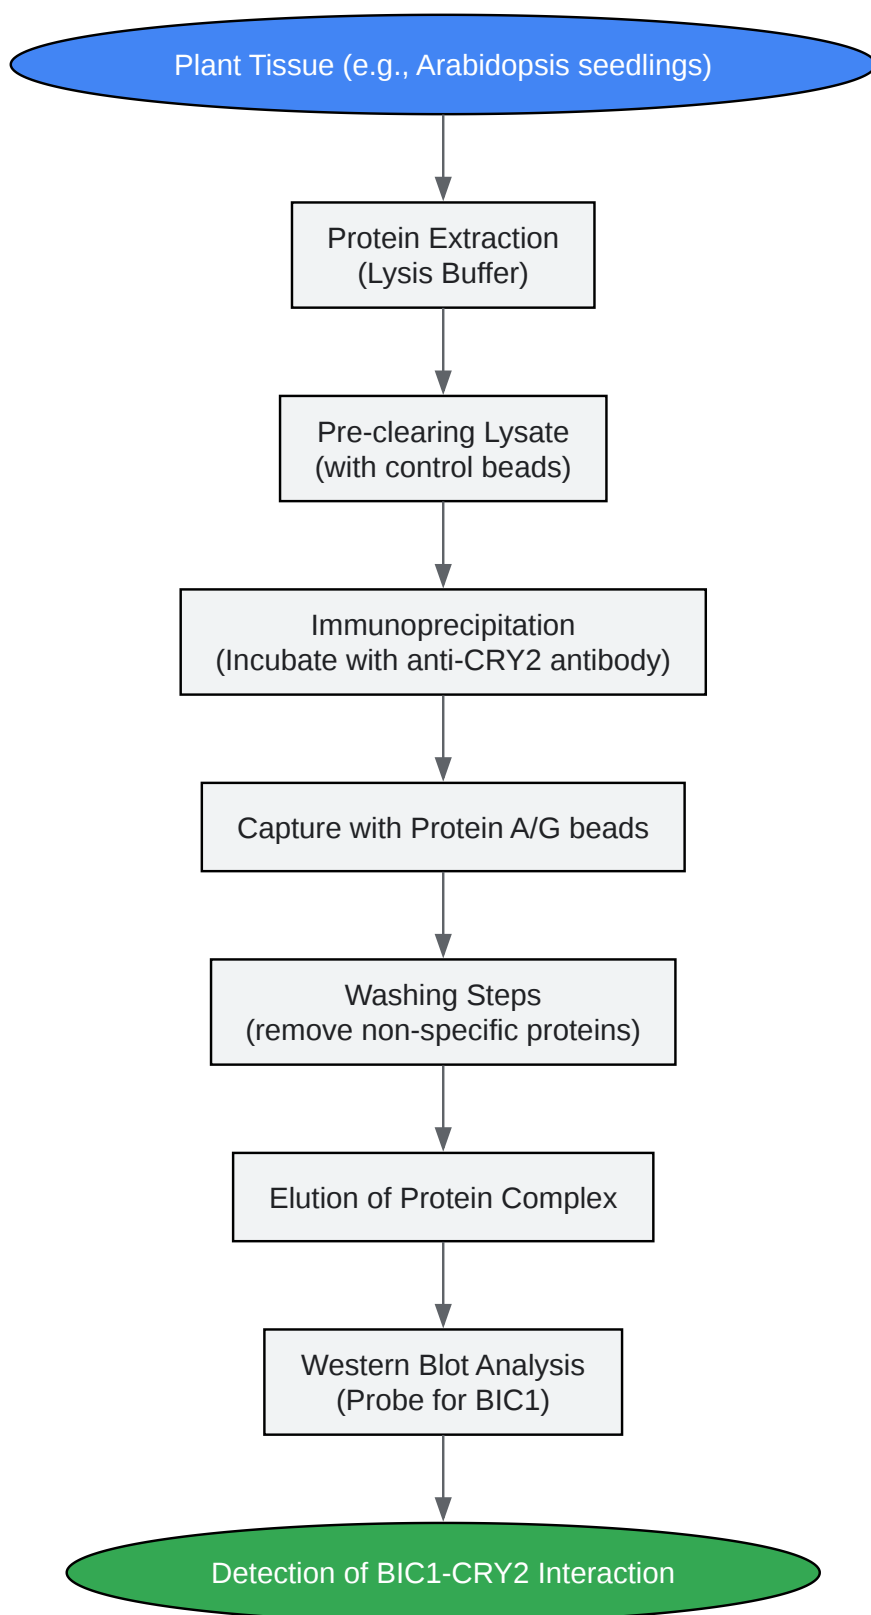 Plant Tissue (e.g., Arabidopsis seedlings)
Protein Extraction
(Lysis Buffer)
Pre-clearing Lysate
(with control beads)
Immunoprecipitation
(Incubate with anti-CRY2 antibody)
Capture with Protein A/G beads
Washing Steps
(remove non-specific proteins)
Elution of Protein Complex
Western Blot Analysis
(Probe for BIC1)
Detection of BIC1-CRY2 Interaction